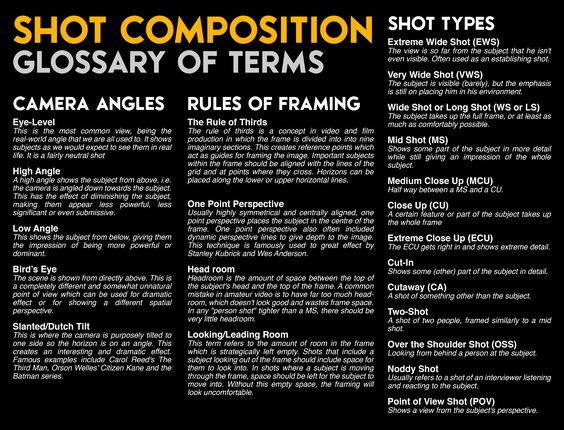 SHOT COMPOSITION
GLOSSARY OF TERMS
CAMERA ANGLES
Eye-Level
This is the most common view, being the
real-world angle that we are all used to. It shows
subjects as we would expect to see them in real
life. It is a fairly neutral shot
High Angle
A high angle shows the subject from above, i.e.
the camera is angled down towards the subject.
This has the effect of diminishing the subject,
making them appear less powerful, less
significant or even submissive.
Low Angle
This shows the subject from below, giving them
the impression of being more powerful or
dominant.
Bird's Eye
The scene is shown from directly above. This is
a completely different and somewhat unnatural
point of view which can be used for dramatic
effect or for showing a different spatial
perspective.
Slanted/Dutch Tilt
This is where the camera is purposely tilted to
one side so the horizon is on an angle. This
creates an interesting and dramatic effect.
Famous examples include Carol Reed's The
Third Man, Orson Welles' Citizen Kane and the
Batman series.
RULES OF FRAMING
The Rule of Thirds
The rule of thirds is a concept in video and film
production in which the frame is divided into into nine
imaginary sections. This creates reference points which
act as guides for framing the image. Important subjects
within the frame should be aligned with the lines of the
grid and at points where they cross. Horizons can be
placed along the lower or upper horizontal lines.
One Point Perspective
Usually highly symmetrical and centrally aligned, one
point perspective places the subject in the centre of the
frame. One point perspective also often included
dynamic perspective lines to give depth to the image.
This technique is famously used to great effect by
Stanley Kubrick and Wes Anderson.
Head room
Headroom is the amount of space between the top of
the subject's head and the top of the frame. A common
mistake in amateur video is to have far too much head-
room, which doesn't look good and wastes frame space.
In any "person shot" tighter than a MS, there should be
very little headroom.
Looking/Leading Room
This term refers to the amount of room in the frame
which is strategically left empty. Shots that include a
subject looking out of the frame should include space for
them to look into. In shots where a subject is moving
through the frame, space should be left for the subject to
move into. Without this empty space, the framing will
look uncomfortable.
SHOT TYPES
Extreme Wide Shot (EWS)
The view is so far from the subject that he isn't
even visible. Often used as an establishing shot.
Very Wide Shot (VWS)
The subject is visible (barely), but the emphasis
is still on placing him in his environment.
Wide Shot or Long Shot (WS or LS)
The subject takes up the full frame, or at least as
much as comfortably possible.
Mid Shot (MS)
Shows some part of the subject in more detail
while still giving an impression of the whole
subject.
Medium Close Up (MCU)
Half way between a MS and a CU.
Close Up (CU)
A certain feature or part of the subject takes up
the whole frame
Extreme Close Up (ECU)
The ECU gets right in and shows extreme detail.
Cut-In
Shows some (other) part of the subject in detail.
Cutaway (CA)
A shot of something other than the subject.
Two-Shot
A shot of two people, framed similarly to a mid
shot.
Over the Shoulder Shot (OSS)
Looking from behind a person at the subject.
Noddy Shot
Usually refers to a shot of an interviewer listening
and reacting to the subject.
Point of View Shot (POV)
Shows a view from the subject's perspective.